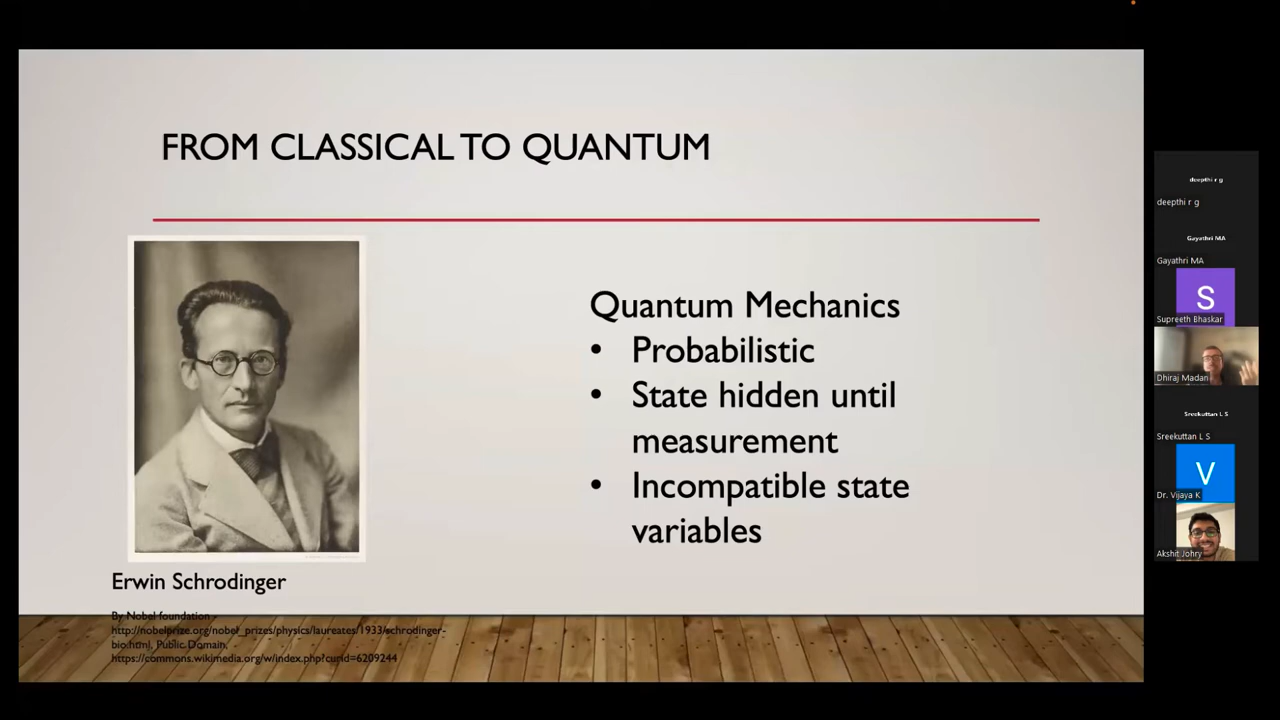 FROM CLASSICAL TO QUANTUM
Quantum Mechanics
• Probabilistic
• State hidden until
measurement
• Incompatible state
variables
Erwin Schrodinger
By Nobel foundation -
http://nobelprize.org/nobel_prizes/physics/laureates/1933/schrodinger-
bio.html, Public Domain,
https://commons.wikimedia.org/w/index.php?curid=6209244
deepthi r g
deepthi r g
Gayathri MA
Gayathri MA
S
Supreeth Bhaskar
Dhiraj Madan
Sreekuttan L S
Sreekuttan L S
V
Dr. Vijaya K
Akshit Johry